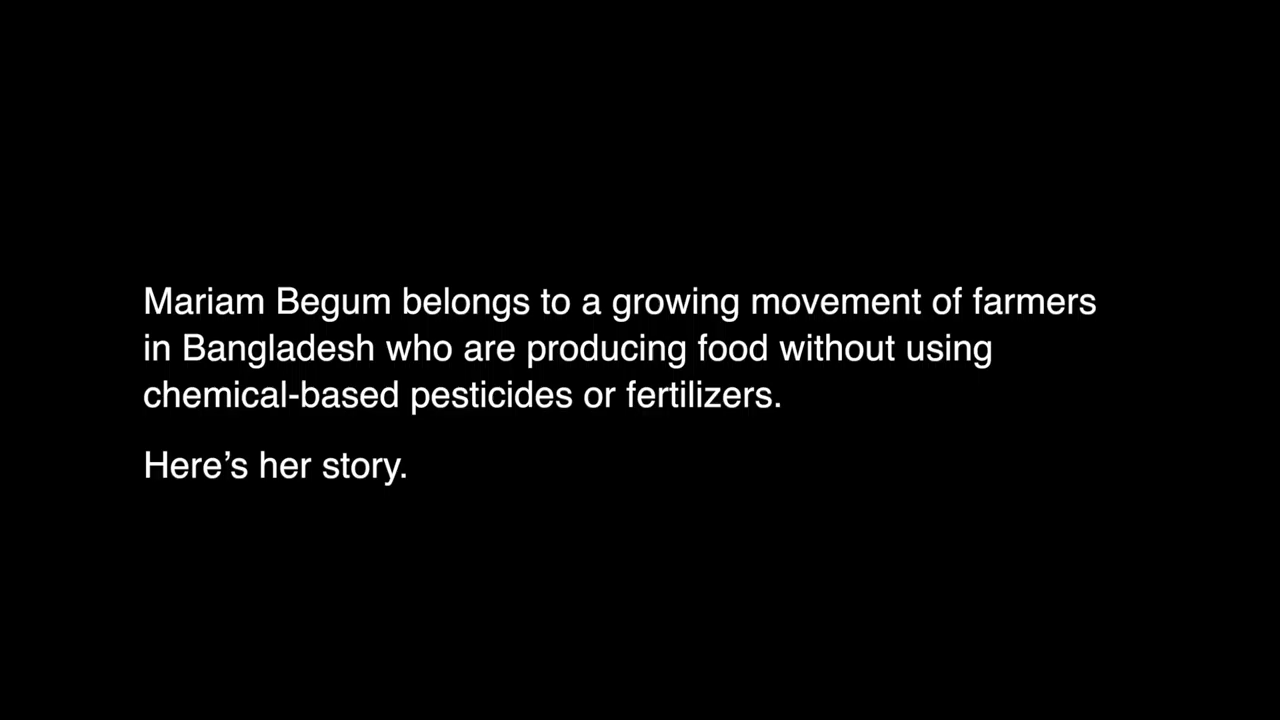 Mariam Begum belongs to a growing movement of farmers
in Bangladesh who are producing food without using
chemical-based pesticides or fertilizers.
Here’s her story.